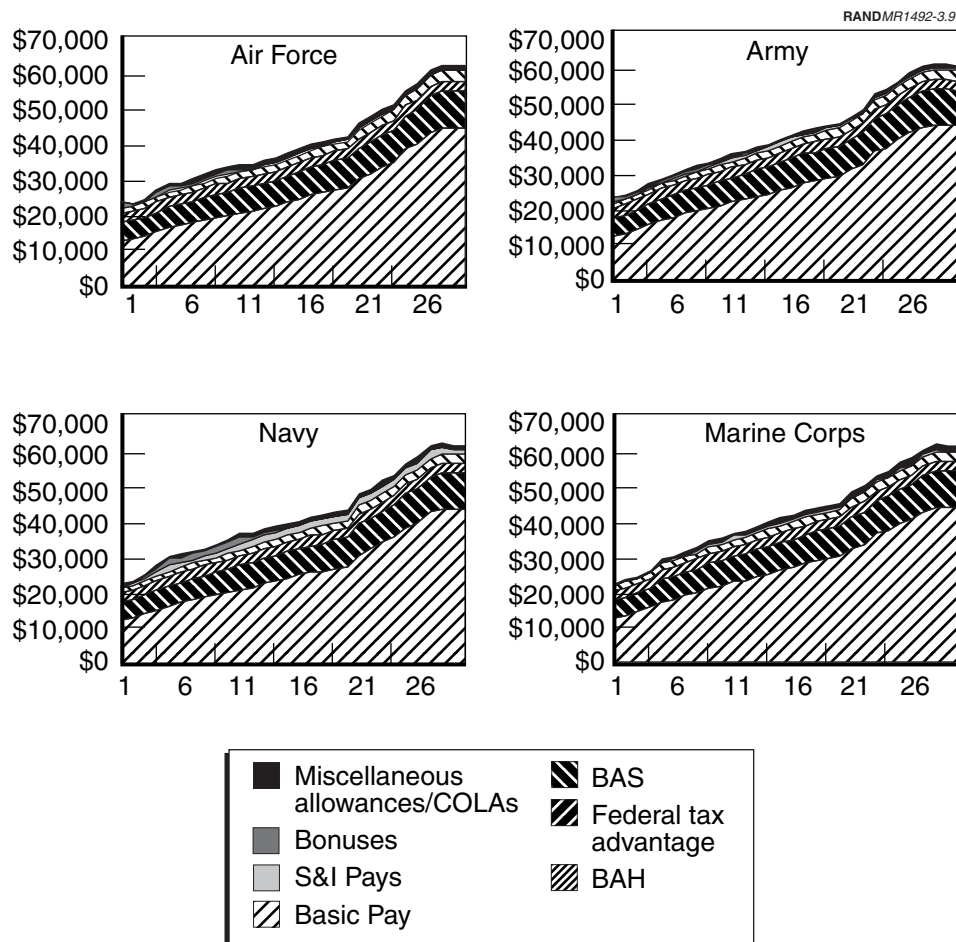 RANDMR1492-3.9
Air Force
$70,000
$60,000
$50,000
$40,000
$30,000
$20,000
$10,000
$0
1 6 11 16 21 26
Army
$70,000
$60,000
$50,000
$40,000
$30,000
$20,000
$10,000
$0
1 6 11 16 21 26
Navy
$70,000
$60,000
$50,000
$40,000
$30,000
$20,000
$10,000
$0
1 6 11 16 21 26
Marine Corps
$70,000
$60,000
$50,000
$40,000
$30,000
$20,000
$10,000
$0
1 6 11 16 21 26
Miscellaneous
allowances/COLAs
Bonuses
S&I Pays
Basic Pay
BAS
Federal tax
advantage
BAH